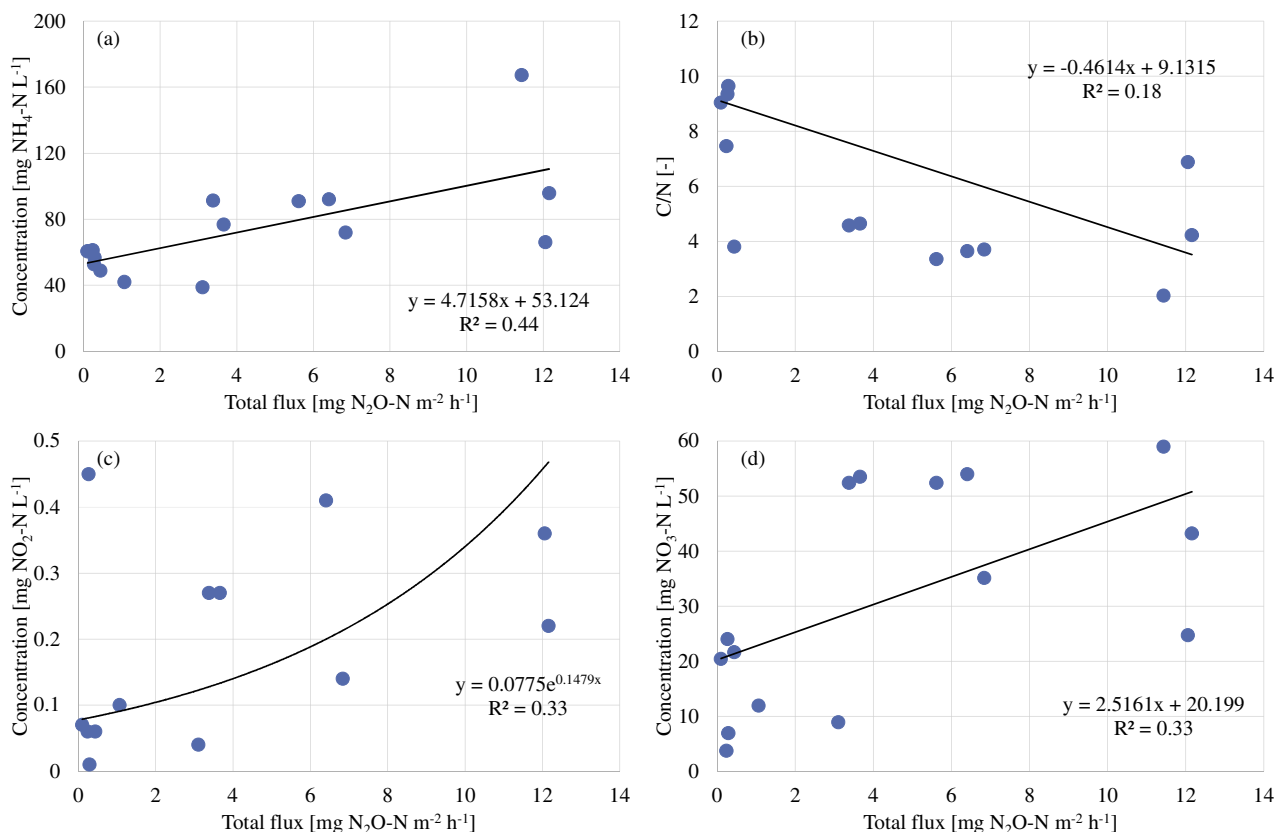 (a)
Concentration [mg NH₄-N L⁻¹]
200
160
120
80
40
0
y = 4.7158x + 53.124
R² = 0.44
0 2 4 6 8 10 12 14
Total flux [mg N₂O-N m⁻² h⁻¹]
(b)
C/N [-]
12
10
8
6
4
2
0
y = -0.4614x + 9.1315
R² = 0.18
0 2 4 6 8 10 12 14
Total flux [mg N₂O-N m⁻² h⁻¹]
(c)
Concentration [mg NO₂-N L⁻¹]
0.5
0.4
0.3
0.2
0.1
0
y = 0.0775e^0.1479x
R² = 0.33
0 2 4 6 8 10 12 14
Total flux [mg N₂O-N m⁻² h⁻¹]
(d)
Concentration [mg NO₃-N L⁻¹]
60
50
40
30
20
10
0
y = 2.5161x + 20.199
R² = 0.33
0 2 4 6 8 10 12 14
Total flux [mg N₂O-N m⁻² h⁻¹]